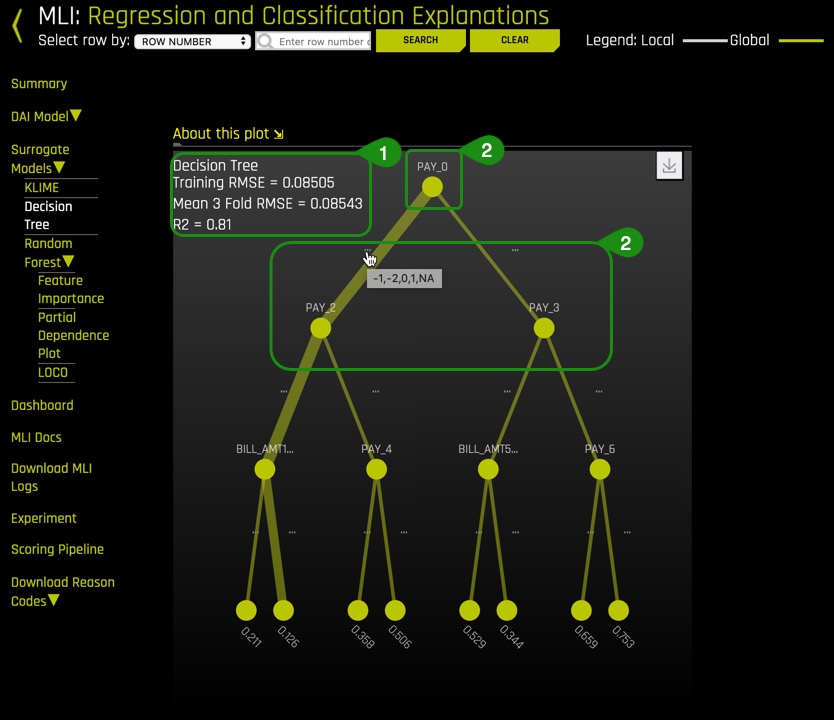 MLI: Regression and Classification Explanations
Select row by: ROW NUMBER Enter row number o SEARCH CLEAR Legend: Local Global
Summary
DAI Model
Surrogate
Models
KLIME
Decision
Tree
Random
Forest
Feature
Importance
Partial
Dependence
Plot
LOCO
Dashboard
MLI Docs
Download MLI
Logs
Experiment
Scoring Pipeline
Download Reason
Codes
About this plot
Decision Tree
Training RMSE = 0.08505
Mean 3 Fold RMSE = 0.08543
R2 = 0.81
1
PAY_0
2
2
... ...
-1,-2,0,1,NA
PAY_2 PAY_3
... ... ... ...
BILL_AMT1... PAY_4 BILL_AMT5... PAY_6
... ... ... ... ... ... ... ...
0.211 0.126 0.358 0.506 0.529 0.344 0.659 0.753